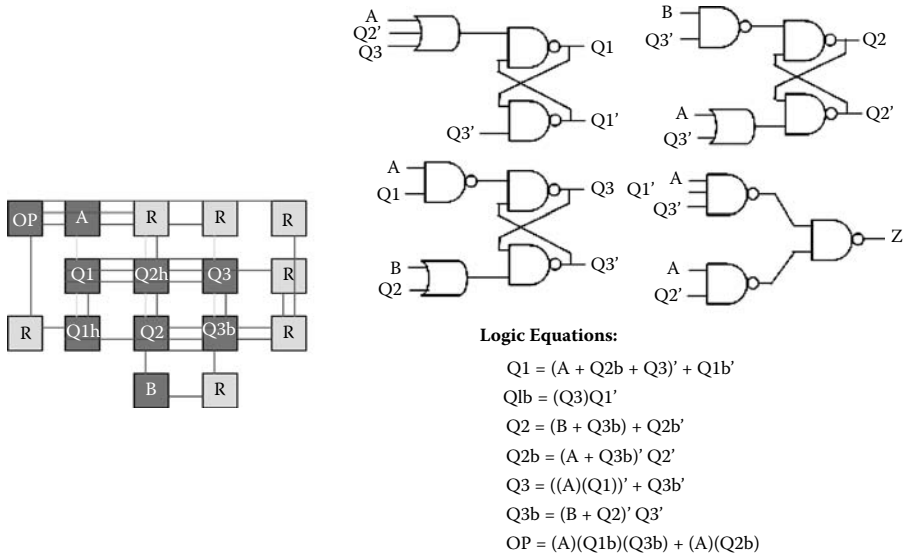 A
Q2'
Q3
Q1
Q3'
Q1'
B
Q3'
Q2
A
Q3'
Q2'
A
Q1
Q3
B
Q2
Q3'
A
Q1'
Q3'
Z
A
Q2'
OP A R R R
Q1 Q2h Q3 R
R Q1h Q2 Q3b R
B R
Logic Equations:
Q1 = (A + Q2b + Q3)' + Q1b'
Qlb = (Q3)Q1'
Q2 = (B + Q3b) + Q2b'
Q2b = (A + Q3b)' Q2'
Q3 = ((A)(Q1))' + Q3b'
Q3b = (B + Q2)' Q3'
OP = (A)(Q1b)(Q3b) + (A)(Q2b)